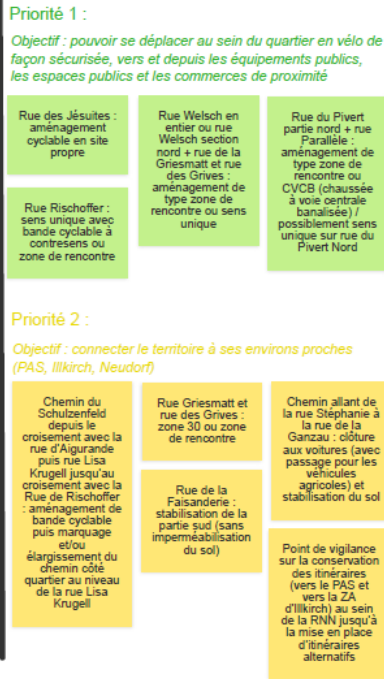 Priorité 1 :
Objectif : pouvoir se déplacer au sein du quartier en vélo de
façon sécurisée, vers et depuis les équipements publics,
les espaces publics et les commerces de proximité
Rue des Jésuites :
aménagement
cyclable en site
propre
Rue Rischoffer :
sens unique avec
bande cyclable à
contresens ou
zone de rencontre
Rue Welsch en
entier ou rue
Welsch section
nord + rue de la
Griesmatt et rue
des Grives :
aménagement de
type zone de
rencontre ou sens
unique
Rue du Pivert
partie nord + rue
Parallèle :
aménagement de
type zone de
rencontre ou
CVCB (chaussée
à voie centrale
banalisée) /
possiblement sens
unique sur rue du
Pivert Nord
Priorité 2 :
Objectif : connecter le territoire à ses environs proches
(PAS, Illkirch, Neudorf)
Chemin du
Schulzenfeld
depuis le
croisement avec la
rue d'Aigurande
puis rue Lisa
Krugell jusqu'au
croisement avec la
Rue de Rischoffer
: aménagement de
bande cyclable
puis marquage
et/ou
élargissement du
chemin côté
quartier au niveau
de la rue Lisa
Krugell
Rue Griesmatt et
rue des Grives :
zone 30 ou zone
de rencontre
Rue de la
Faisanderie :
stabilisation de la
partie sud (sans
imperméabilisation
du sol)
Chemin allant de
la rue Stéphanie à
la rue de la
Ganzau : clôture
aux voitures (avec
passage pour les
véhicules
agricoles) et
stabilisation du sol
Point de vigilance
sur la conservation
des itinéraires
(vers le PAS et
vers la ZA
d'Illkirch) au sein
de la RNN jusqu'à
la mise en place
d'itinéraires
alternatifs